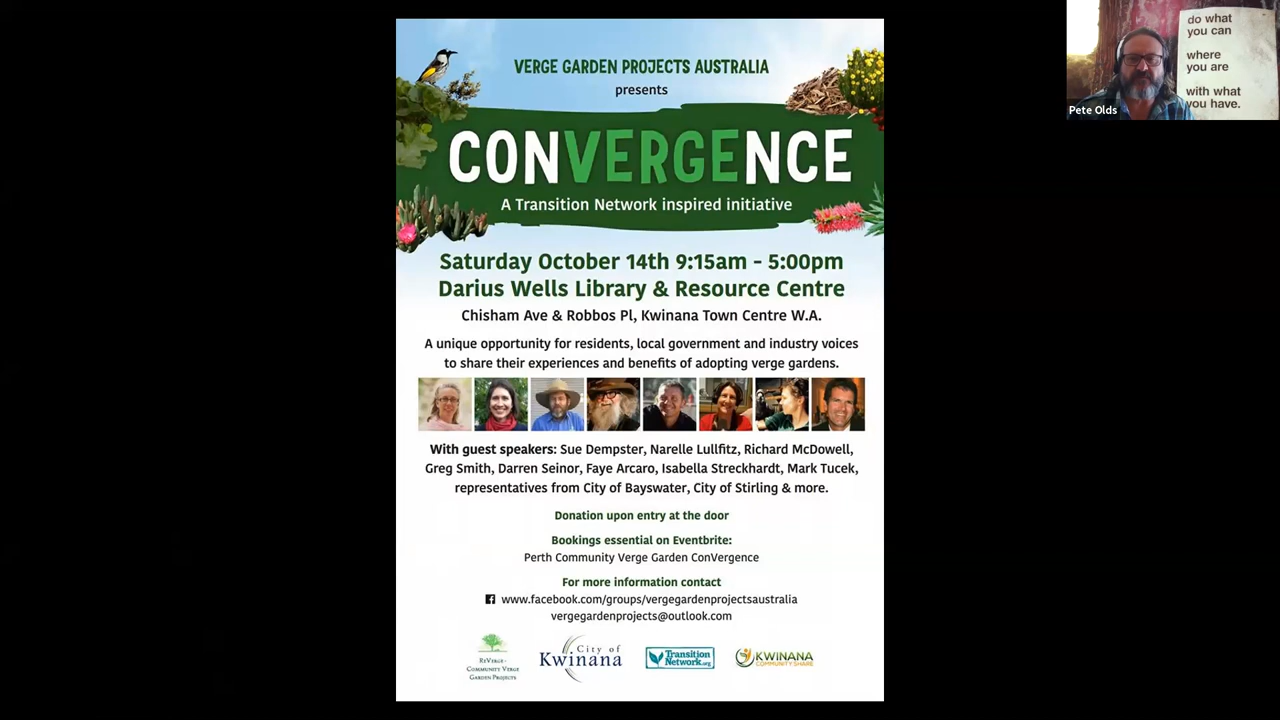 VERGE GARDEN PROJECTS AUSTRALIA
presents
CONVERGENCE
A Transition Network inspired initiative
Saturday October 14th 9:15am - 5:00pm
Darius Wells Library & Resource Centre
Chisham Ave & Robbos Pl, Kwinana Town Centre W.A.
A unique opportunity for residents, local government and industry voices
to share their experiences and benefits of adopting verge gardens.
With guest speakers: Sue Dempster, Narelle Lullfitz, Richard McDowell,
Greg Smith, Darren Seinor, Faye Arcaro, Isabella Streckhardt, Mark Tucek,
representatives from City of Bayswater, City of Stirling & more.
Donation upon entry at the door
Bookings essential on Eventbrite:
Perth Community Verge Garden ConVergence
For more information contact
www.facebook.com/groups/vergegardenprojectsaustralia
vergegardenprojects@outlook.com
ReVerge -
Community Verge
Garden Projects
City of
Kwinana
Transition
Network.org
KWINANA
COMMUNITY SHARE
do what
you can
where
you are
with what
you have.
Pete Olds